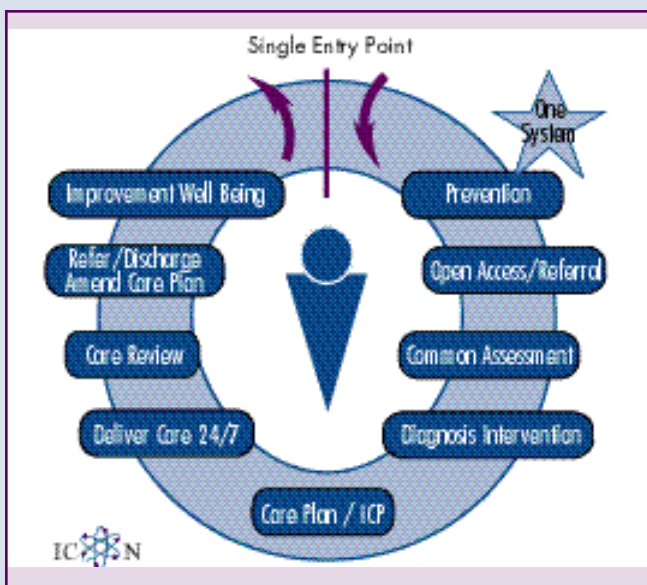 Single Entry Point
One
System
Prevention
Open Access/Referral
Common Assessment
Diagnosis Intervention
Care Plan / ICP
Deliver Care 24/7
Care Review
Refer/Discharge
Amend Care Plan
Improvement Well Being
IC N